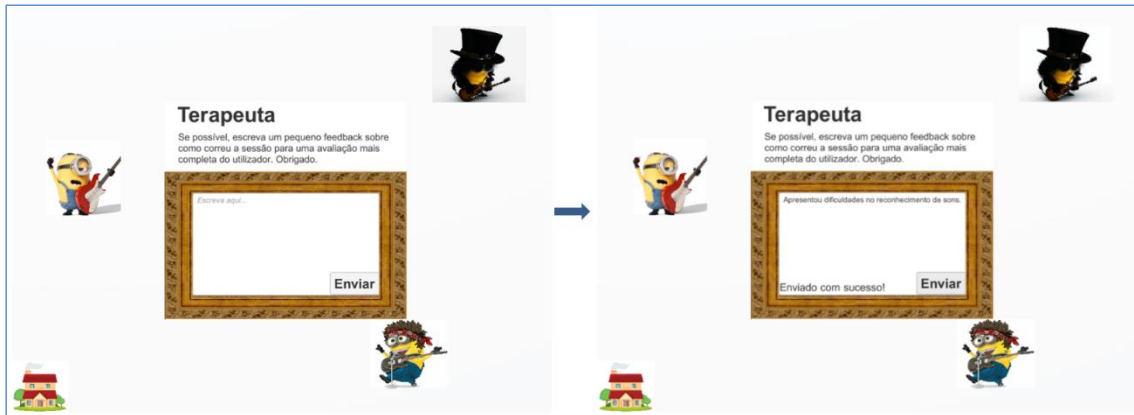 Terapeuta
Se possível, escreva um pequeno feedback sobre
como correu a sessão para uma avaliação mais
completa do utilizador. Obrigado.
Escreva aqui...
Enviar
Terapeuta
Se possível, escreva um pequeno feedback sobre
como correu a sessão para uma avaliação mais
completa do utilizador. Obrigado.
Apresentou dificuldades no reconhecimento de sons.
Enviado com sucesso!
Enviar